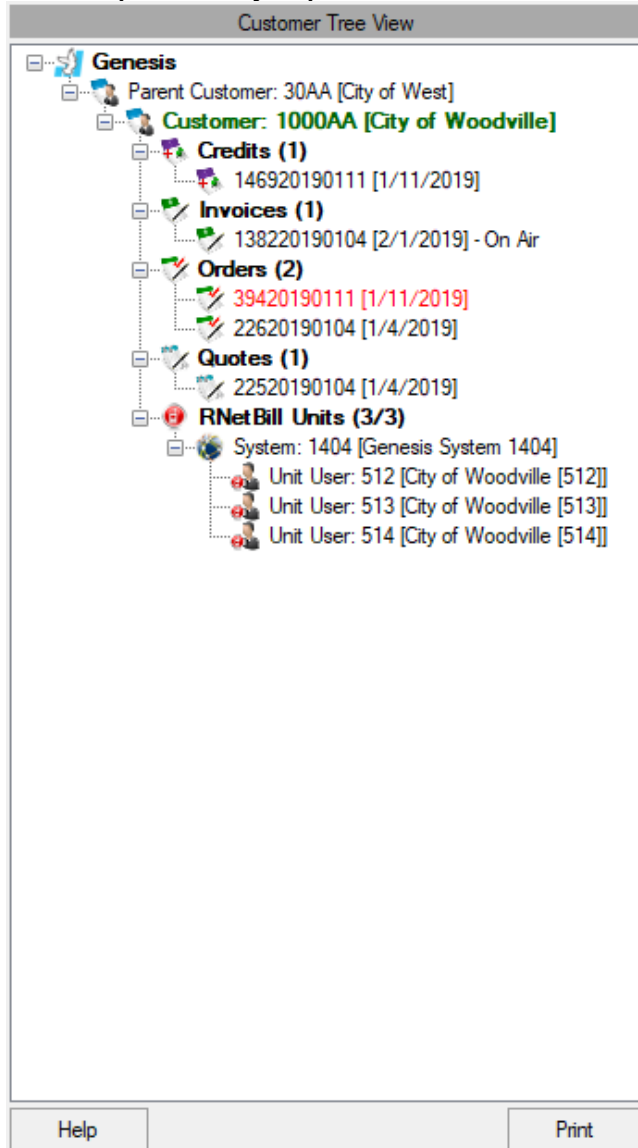 Customer Tree View
Genesis
Parent Customer: 30AA [City of West]
Customer: 1000AA [City of Woodville]
Credits (1)
146920190111 [1/11/2019]
Invoices (1)
138220190104 [2/1/2019] - On Air
Orders (2)
39420190111 [1/11/2019]
22620190104 [1/4/2019]
Quotes (1)
22520190104 [1/4/2019]
RNetBill Units (3/3)
System: 1404 [Genesis System 1404]
Unit User: 512 [City of Woodville [512]]
Unit User: 513 [City of Woodville [513]]
Unit User: 514 [City of Woodville [514]]
Help Print